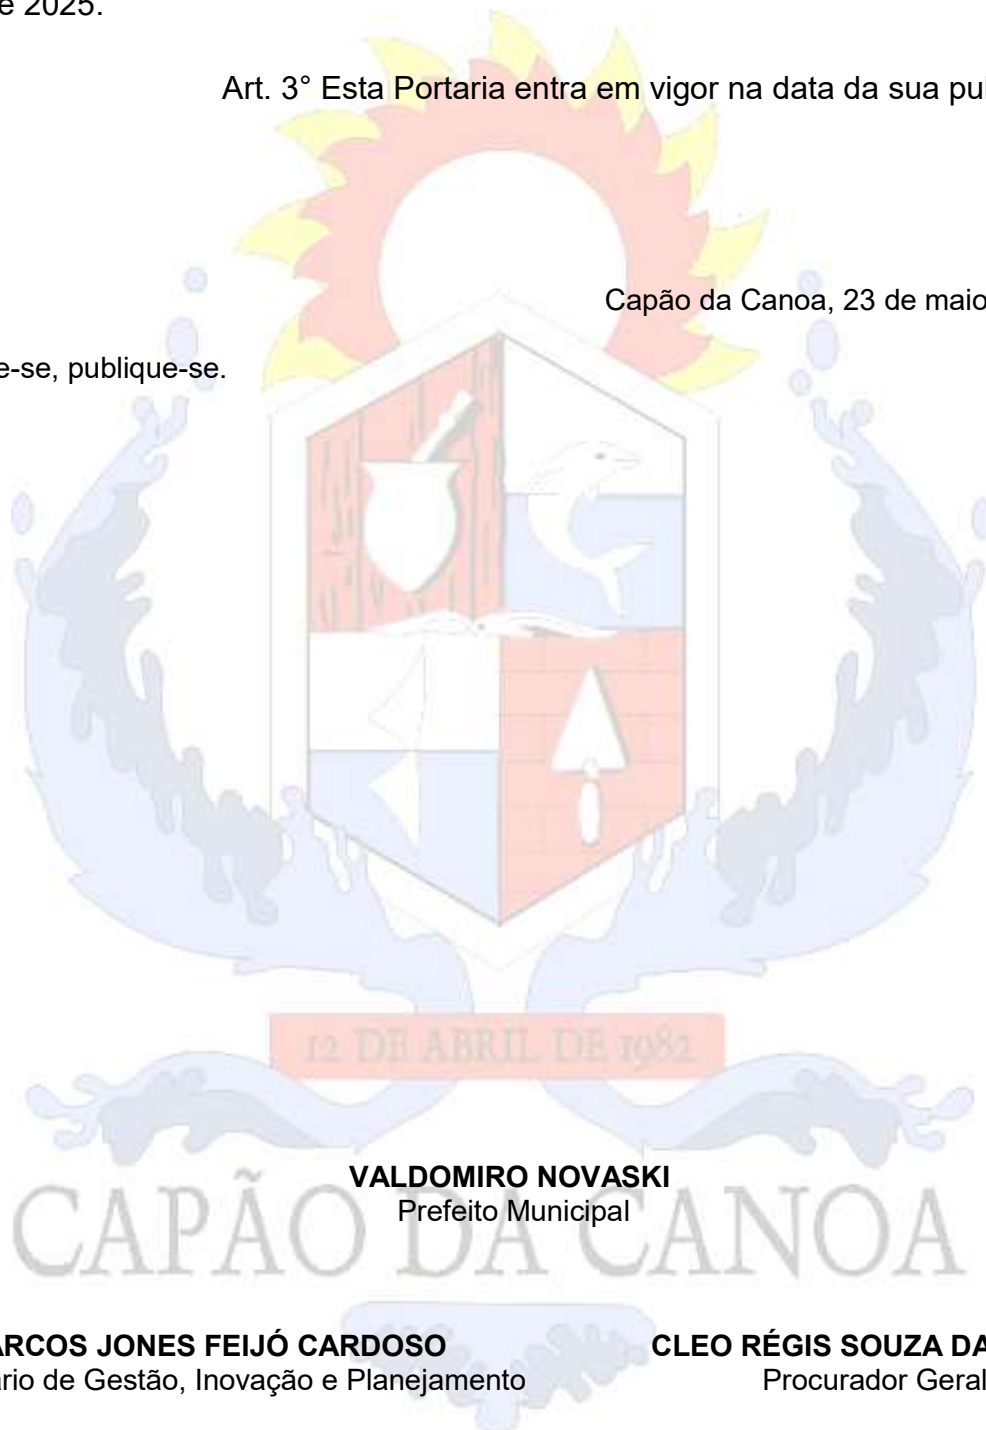 e 2025.
Art. 3° Esta Portaria entra em vigor na data da sua pu
Capão da Canoa, 23 de maio
e-se, publique-se.
12 DE ABRIL DE 1982
VALDOMIRO NOVASKI
Prefeito Municipal
CAPÃO DA CANOA
ARCOS JONES FEIJÓ CARDOSO
CLEO RÉGIS SOUZA DA
ário de Gestão, Inovação e Planejamento
Procurador Geral